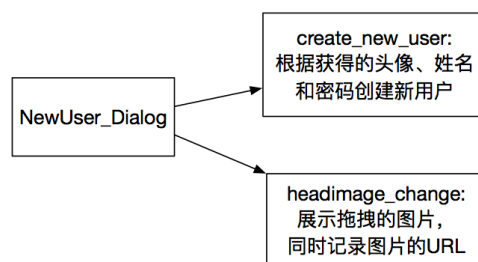 NewUser_Dialog
create_new_user:
根据获得的头像、姓名
和密码创建新用户
headimage_change:
展示拖拽的图片，
同时记录图片的URL